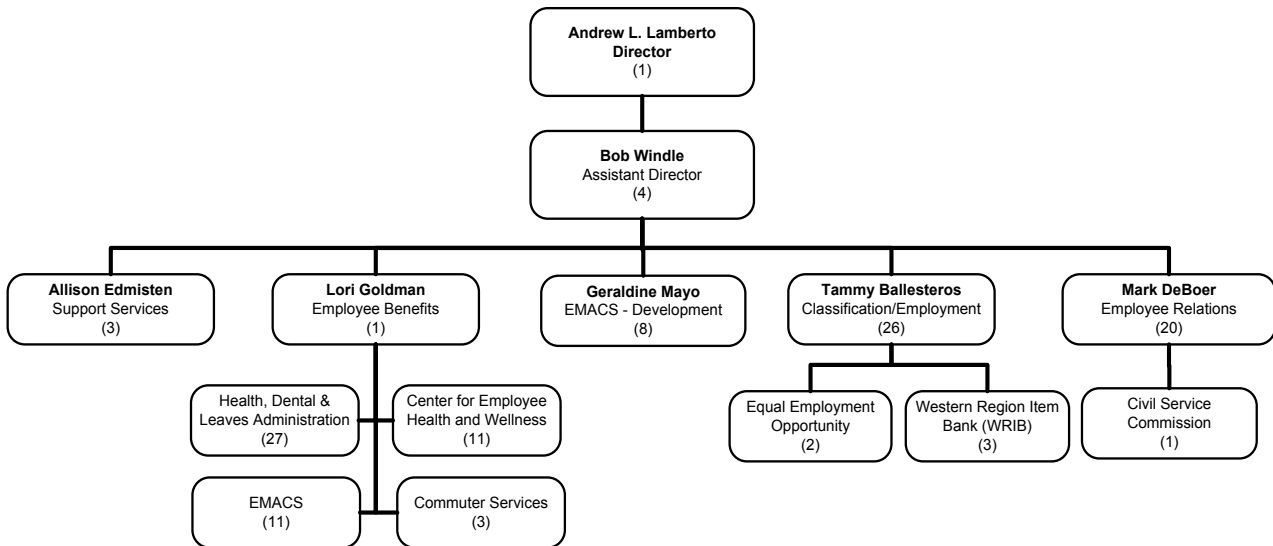 Andrew L. Lamberto
Director
(1)
Bob Windle
Assistant Director
(4)
Allison Edmisten
Support Services
(3)
Lori Goldman
Employee Benefits
(1)
Geraldine Mayo
EMACS - Development
(8)
Tammy Ballesteros
Classification/Employment
(26)
Mark DeBoer
Employee Relations
(20)
Health, Dental &
Leaves Administration
(27)
Center for Employee
Health and Wellness
(11)
Equal Employment
Opportunity
(2)
Western Region Item
Bank (WRIB)
(3)
Civil Service
Commission
(1)
EMACS
(11)
Commuter Services
(3)